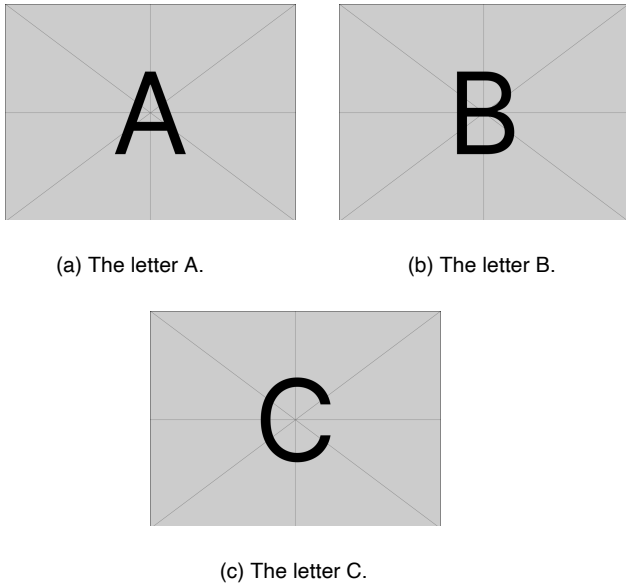 A
B
(a) The letter A.
(b) The letter B.
C
(c) The letter C.